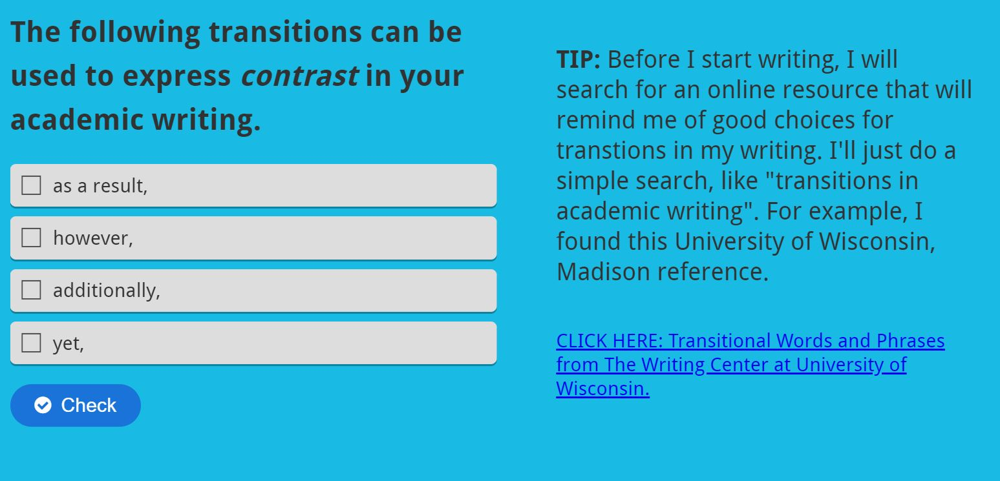 The following transitions can be
used to express contrast in your
academic writing.
as a result,
however,
additionally,
yet,
Check
TIP: Before I start writing, I will
search for an online resource that will
remind me of good choices for
transtions in my writing. I'll just do a
simple search, like "transitions in
academic writing". For example, I
found this University of Wisconsin,
Madison reference.
CLICK HERE: Transitional Words and Phrases
from The Writing Center at University of
Wisconsin.